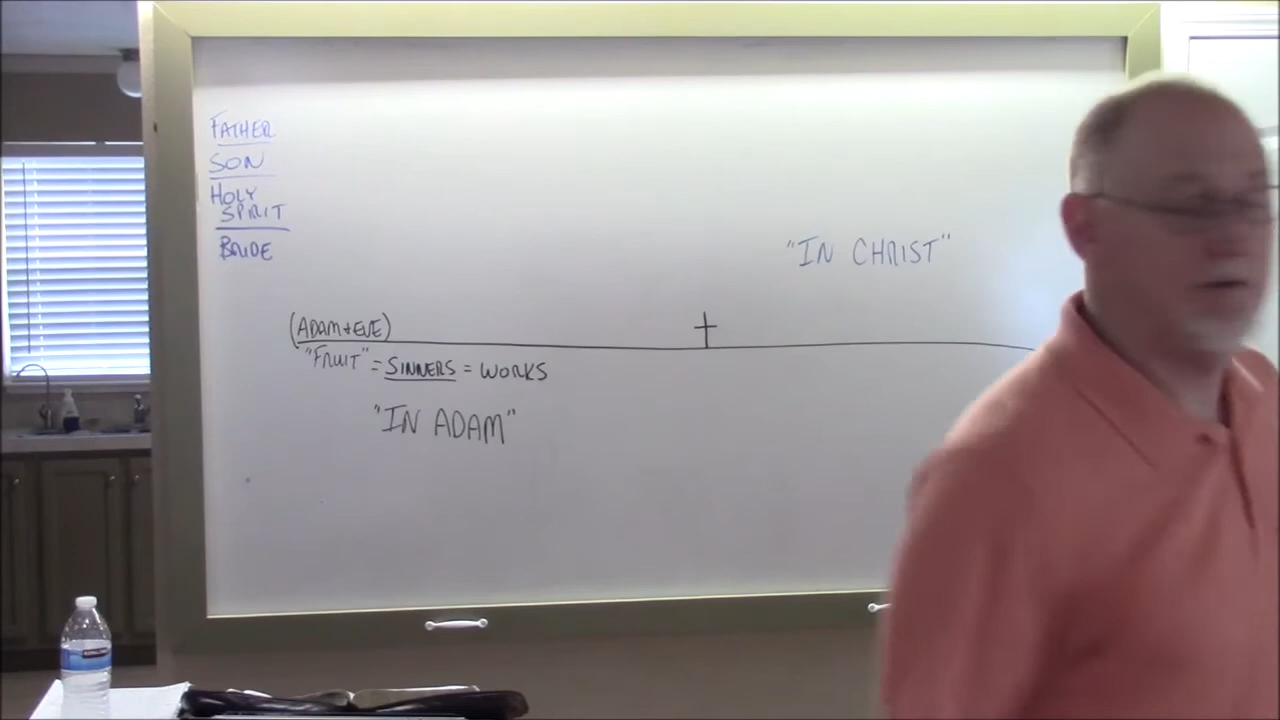 FATHER
SON
HOLY
SPIRIT
BRIDE
"IN CHRIST"
(ADAM+EVE)
"FRUIT" = SINNERS = WORKS
"IN ADAM"